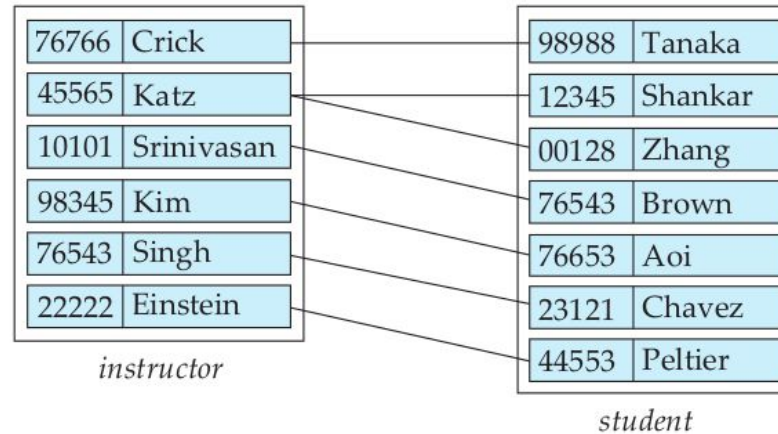 76766 Crick
45565 Katz
10101 Srinivasan
98345 Kim
76543 Singh
22222 Einstein
instructor
98988 Tanaka
12345 Shankar
00128 Zhang
76543 Brown
76653 Aoi
23121 Chavez
44553 Peltier
student